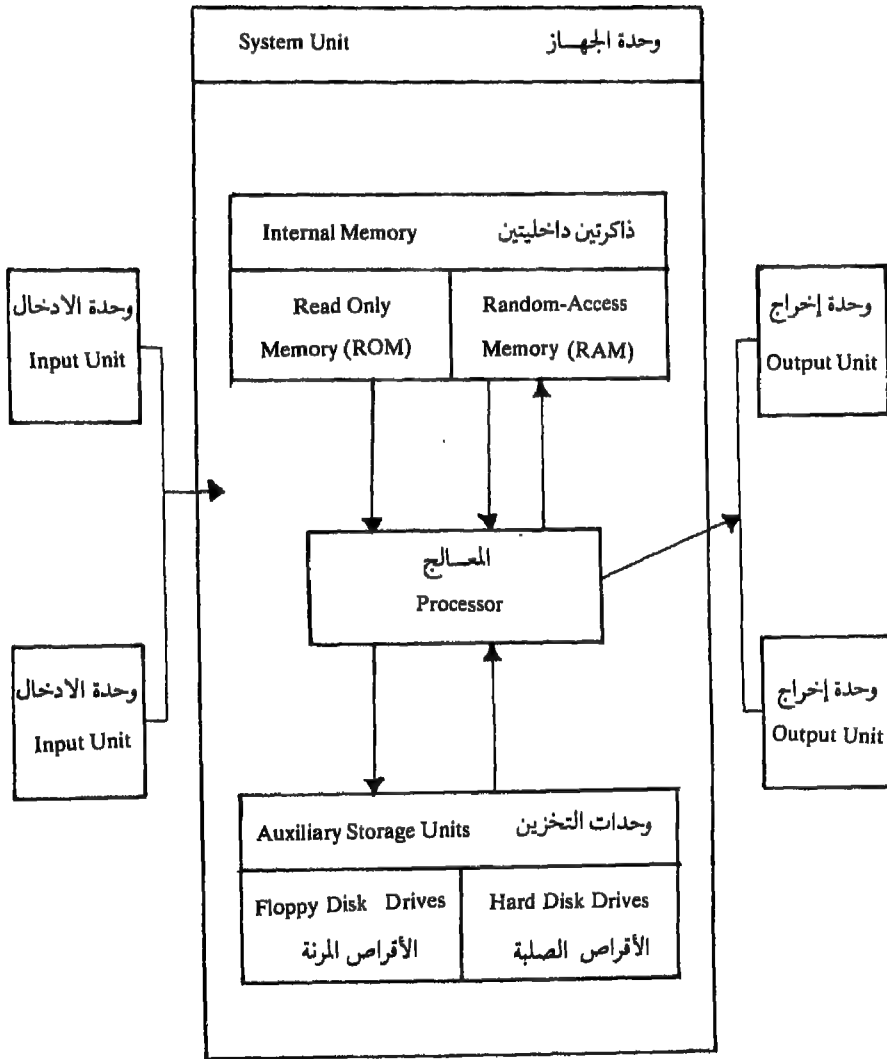 System Unit وحدة الجهـــاز
Internal Memory ذاكرتين داخليتين
Read Only
Memory (ROM)
Random-Access
Memory (RAM)
وحدة الادخال
Input Unit
وحدة إخراج
Output Unit
المعـــالج
Processor
وحدة الادخال
Input Unit
وحدة إخراج
Output Unit
Auxiliary Storage Units وحدات التخزين
Floppy Disk Drives
الأقراص المرنة
Hard Disk Drives
الأقراص الصلبة